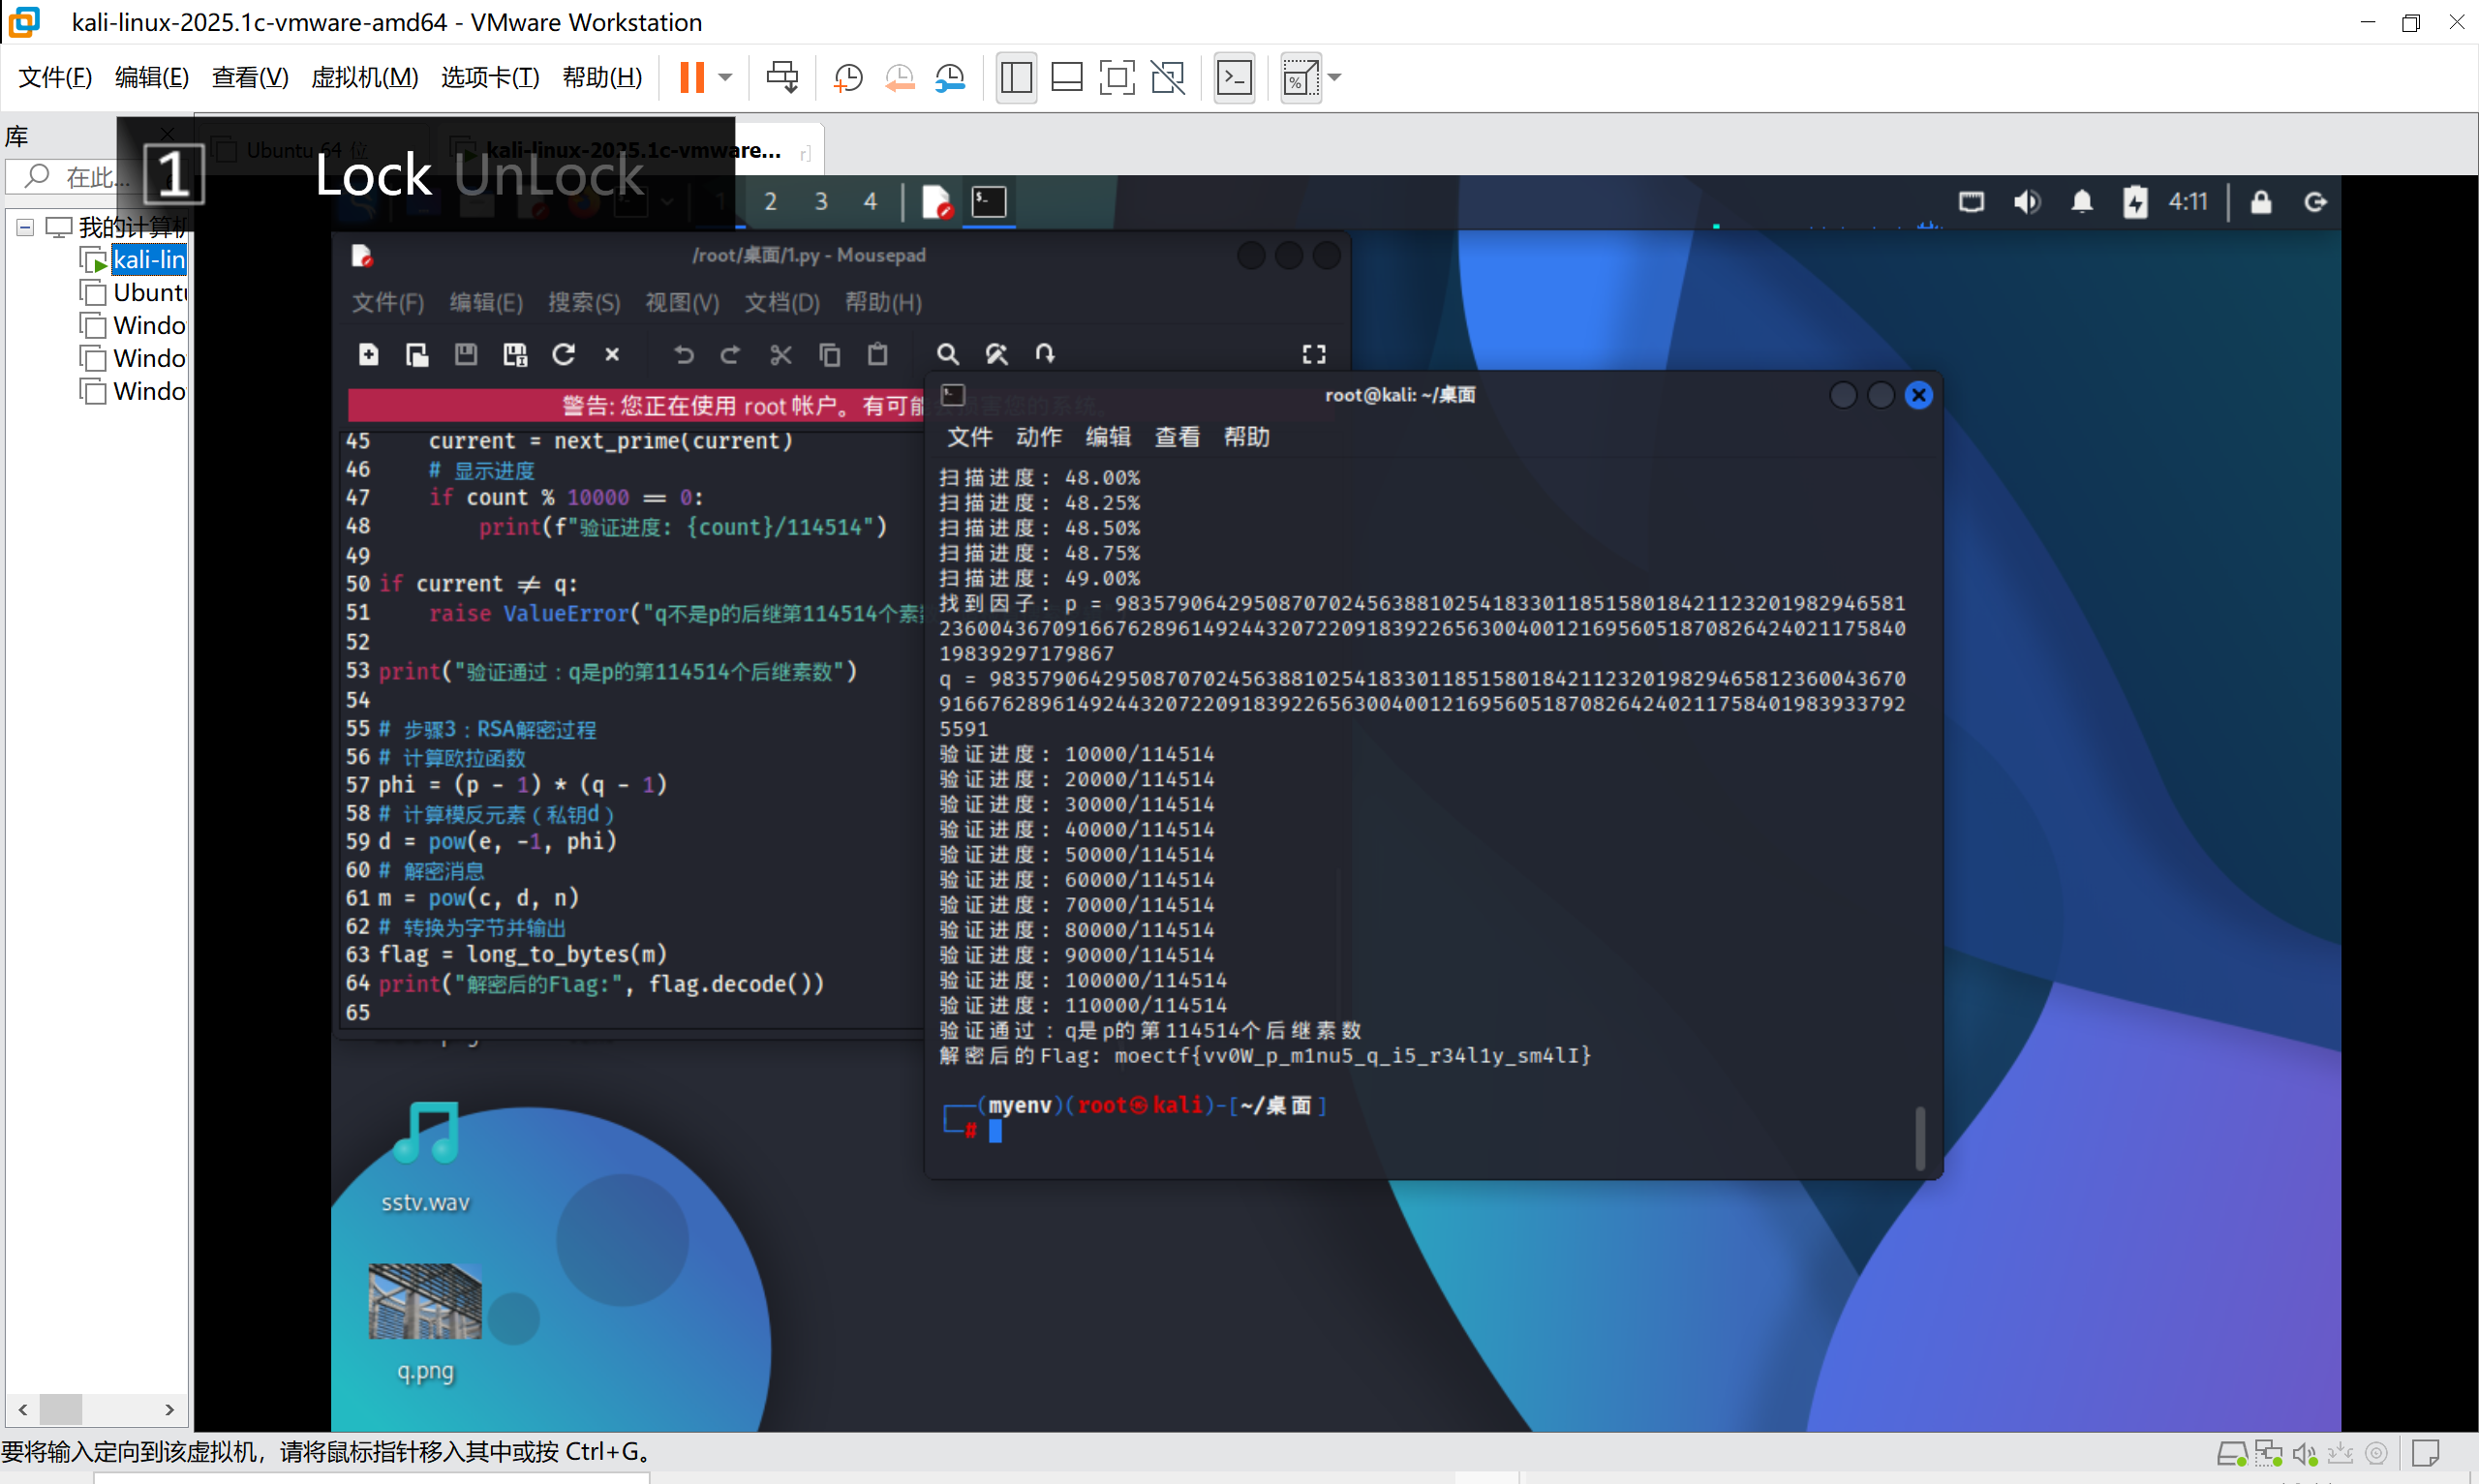 kali-linux-2025.1c-vmware-amd64 - VMware Workstation
文件(F) 编辑(E) 查看(V) 虚拟机(M) 选项卡(T) 帮助(H)
库
在此...
1 Lock UnLock
Ubuntu 64 位
kali-linux-2025.1c-vmware...
我的计算机
kali-lin
Ubunt
Windo
Windo
Windo
1 2 3 4
4:11
/root/桌面/1.py - Mousepad
文件(F) 编辑(E) 搜索(S) 视图(V) 文档(D) 帮助(H)
警告: 您正在使用 root 帐户。有可能会损害您的系统。
45 current = next_prime(current)
46 # 显示进度
47 if count % 10000 == 0:
48 print(f"验证进度: {count}/114514")
49
50 if current ≠ q:
51 raise ValueError("q不是p的后继第114514个素数
52
53 print("验证通过：q是p的第114514个后继素数")
54
55 # 步骤3：RSA解密过程
56 # 计算欧拉函数
57 phi = (p - 1) * (q - 1)
58 # 计算模反元素（私钥d）
59 d = pow(e, -1, phi)
60 # 解密消息
61 m = pow(c, d, n)
62 # 转换为字节并输出
63 flag = long_to_bytes(m)
64 print("解密后的Flag:", flag.decode())
65
root@kali: ~/桌面
文件 动作 编辑 查看 帮助
扫描进度: 48.00%
扫描进度: 48.25%
扫描进度: 48.50%
扫描进度: 48.75%
扫描进度: 49.00%
找到因子: p = 983579064295087070245638810254183301185158018421123201982946581
23600436709166762896149244320722091839226563004001216956051870826424021175840
19839297179867
q = 9835790642950870702456388102541833011851580184211232019829465812360043670
91667628961492443207220918392265630040012169560518708264240211758401983933792
5591
验证进度: 10000/114514
验证进度: 20000/114514
验证进度: 30000/114514
验证进度: 40000/114514
验证进度: 50000/114514
验证进度: 60000/114514
验证进度: 70000/114514
验证进度: 80000/114514
验证进度: 90000/114514
验证进度: 100000/114514
验证进度: 110000/114514
验证通过：q是p的第114514个后继素数
解密后的Flag: moectf{vv0W_p_m1nu5_q_i5_r34l1y_sm4lI}
(myenv)(root㉿kali)-[~/桌面]
#
sstv.wav
q.png
要将输入定向到该虚拟机，请将鼠标指针移入其中或按 Ctrl+G。